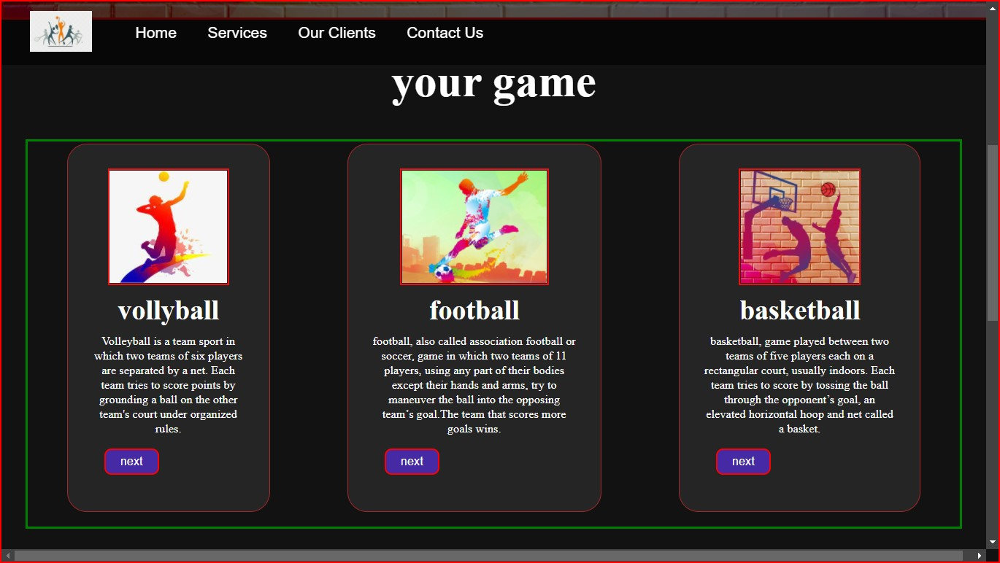 Home Services Our Clients Contact Us
your game
vollyball
Volleyball is a team sport in
which two teams of six players
are separated by a net. Each
team tries to score points by
grounding a ball on the other
team's court under organized
rules.
next
football
football, also called association football or
soccer, game in which two teams of 11
players, using any part of their bodies
except their hands and arms, try to
maneuver the ball into the opposing
team’s goal.The team that scores more
goals wins.
next
basketball
basketball, game played between two
teams of five players each on a
rectangular court, usually indoors. Each
team tries to score by tossing the ball
through the opponent’s goal, an
elevated horizontal hoop and net called
a basket.
next